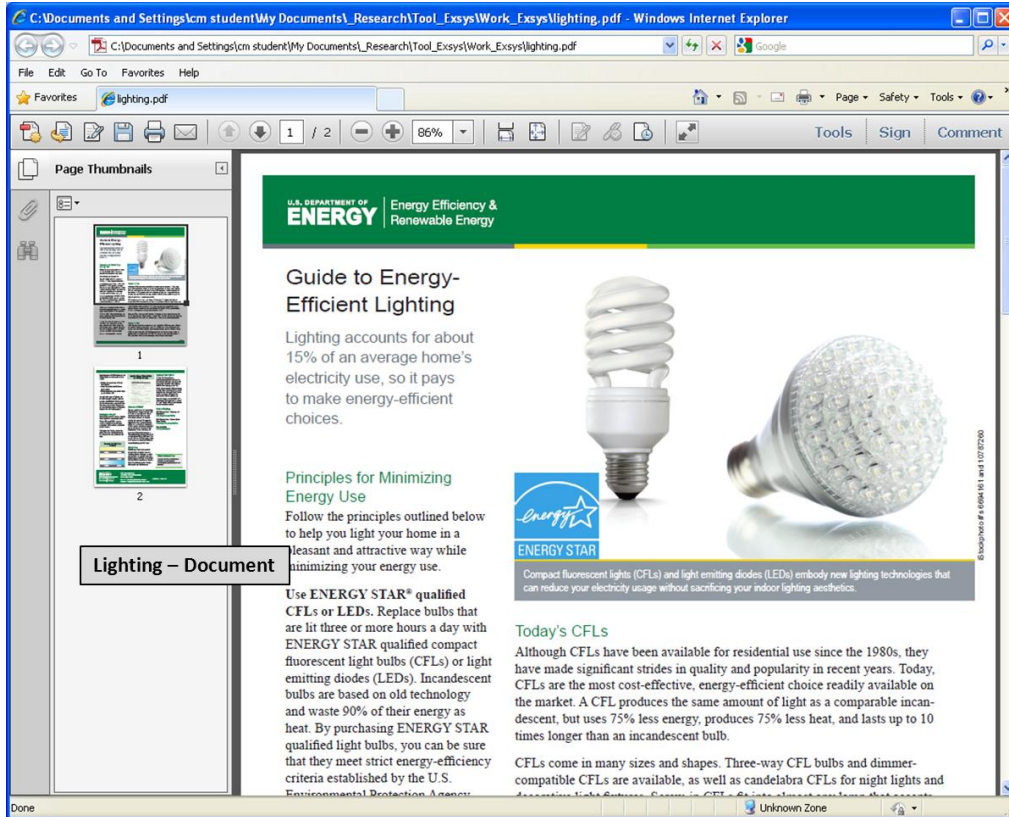 C:\Documents and Settings\cm student\My Documents\_Research\Tool_Exsys\Work_Exsys\lighting.pdf - Windows Internet Explorer
C:\Documents and Settings\cm student\My Documents\_Research\Tool_Exsys\Work_Exsys\lighting.pdf
Google
File Edit Go To Favorites Help
Favorites
lighting.pdf
Page
Safety
Tools
1 / 2
86%
Tools
Sign
Comment
Page Thumbnails
1
2
Lighting – Document
U.S. DEPARTMENT OF
ENERGY
Energy Efficiency &
Renewable Energy
Guide to Energy-
Efficient Lighting
Lighting accounts for about
15% of an average home's
electricity use, so it pays
to make energy-efficient
choices.
Principles for Minimizing
Energy Use
Follow the principles outlined below
to help you light your home in a
pleasant and attractive way while
minimizing your energy use.
Use ENERGY STAR® qualified
CFLs or LEDs. Replace bulbs that
are lit three or more hours a day with
ENERGY STAR qualified compact
fluorescent light bulbs (CFLs) or light
emitting diodes (LEDs). Incandescent
bulbs are based on old technology
and waste 90% of their energy as
heat. By purchasing ENERGY STAR
qualified light bulbs, you can be sure
that they meet strict energy-efficiency
criteria established by the U.S.
Environmental Protection Agency
energy
ENERGY STAR
iStockphoto #'s 6694161 and 10787260
Compact fluorescent lights (CFLs) and light emitting diodes (LEDs) embody new lighting technologies that
can reduce your electricity usage without sacrificing your indoor lighting aesthetics.
Today's CFLs
Although CFLs have been available for residential use since the 1980s, they
have made significant strides in quality and popularity in recent years. Today,
CFLs are the most cost-effective, energy-efficient choice readily available on
the market. A CFL produces the same amount of light as a comparable incan-
descent, but uses 75% less energy, produces 75% less heat, and lasts up to 10
times longer than an incandescent bulb.
CFLs come in many sizes and shapes. Three-way CFL bulbs and dimmer-
compatible CFLs are available, as well as candelabra CFLs for night lights and
Done
Unknown Zone